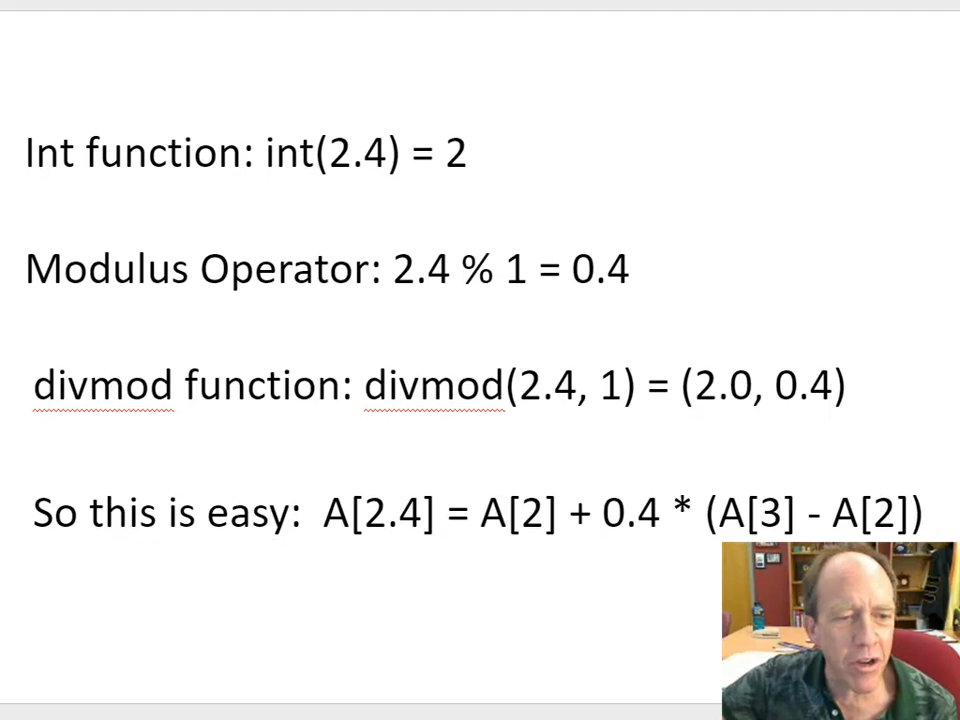 Int function: int(2.4) = 2
Modulus Operator: 2.4 % 1 = 0.4
divmod function: divmod(2.4, 1) = (2.0, 0.4)
So this is easy:  A[2.4] = A[2] + 0.4 * (A[3] - A[2])